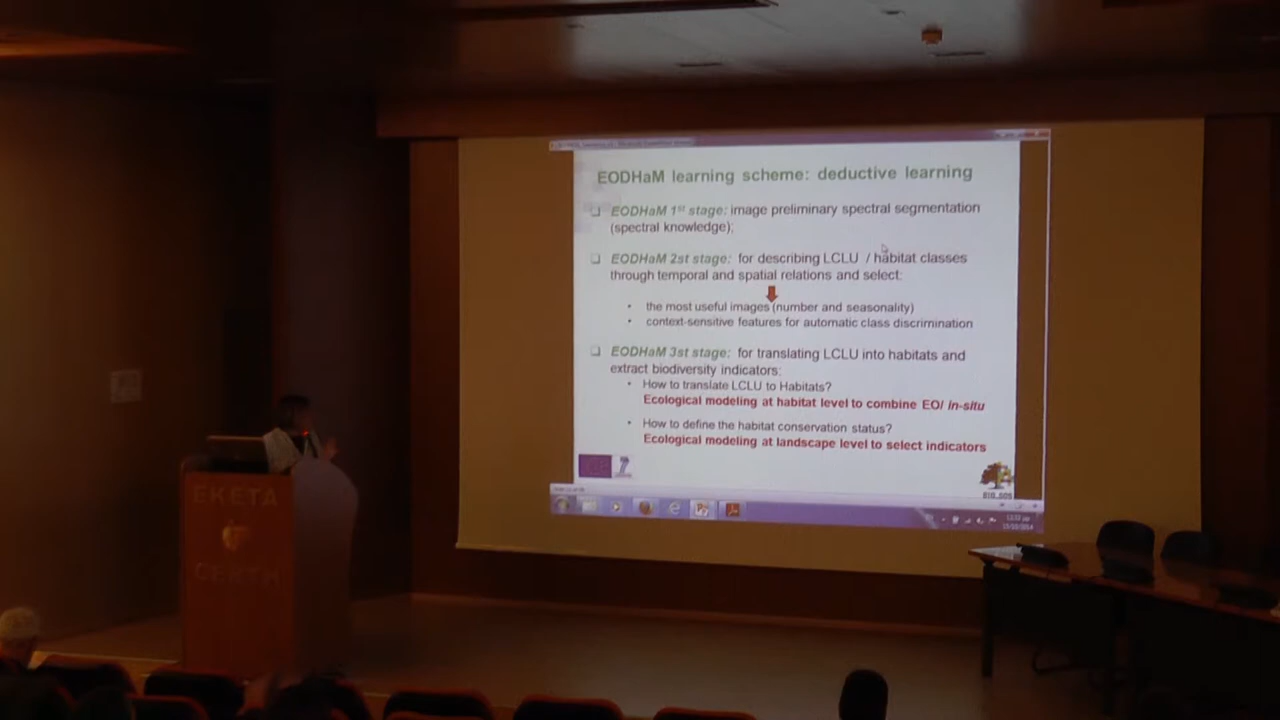 EODHaM learning scheme: deductive learning
❑ EODHaM 1st stage: image preliminary spectral segmentation
(spectral knowledge);
❑ EODHaM 2st stage: for describing LCLU / habitat classes
through temporal and spatial relations and select:
• the most useful images (number and seasonality)
• context-sensitive features for automatic class discrimination
❑ EODHaM 3st stage: for translating LCLU into habitats and
extract biodiversity indicators:
• How to translate LCLU to Habitats?
Ecological modeling at habitat level to combine EO/ in-situ
• How to define the habitat conservation status?
Ecological modeling at landscape level to select indicators
BIO_SOS
EKETA
CERTH